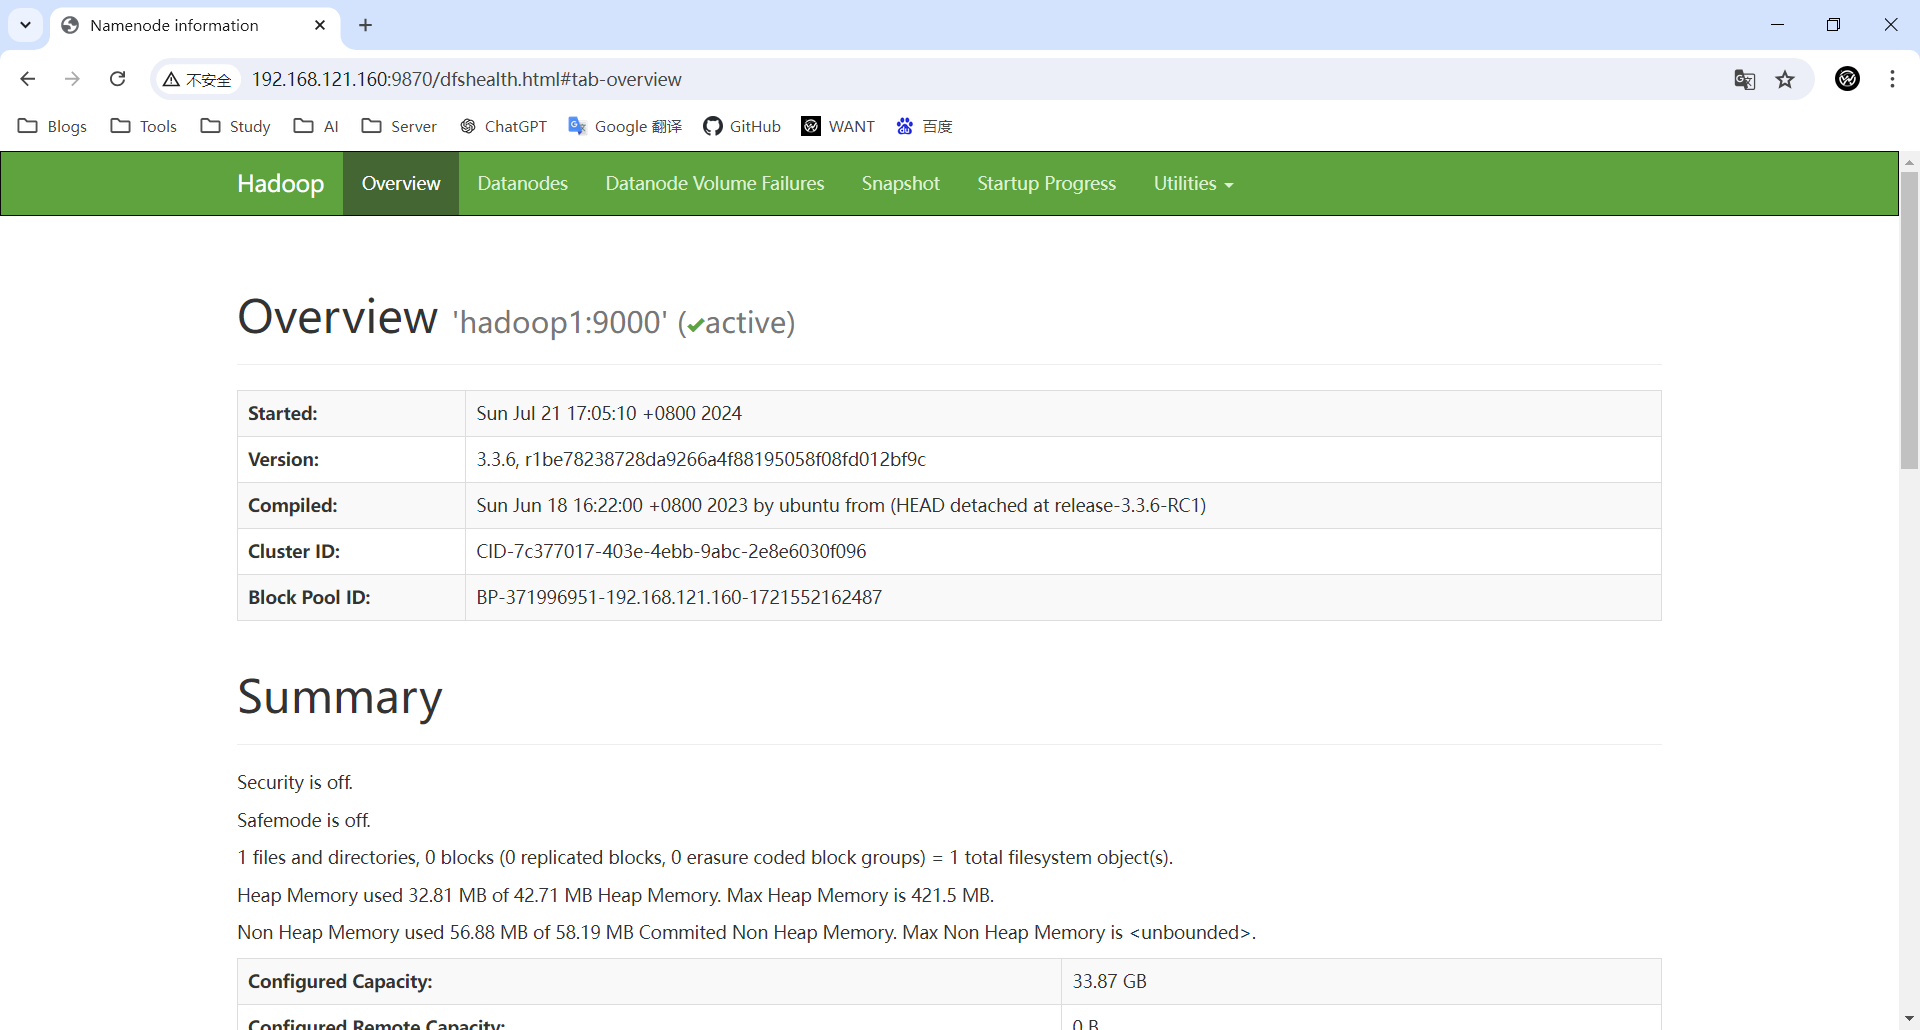 Namenode information
不安全 192.168.121.160:9870/dfshealth.html#tab-overview
Blogs Tools Study AI Server ChatGPT Google 翻译 GitHub WANT 百度
Hadoop Overview Datanodes Datanode Volume Failures Snapshot Startup Progress Utilities
Overview 'hadoop1:9000' (✔active)
Started: Sun Jul 21 17:05:10 +0800 2024
Version: 3.3.6, r1be78238728da9266a4f88195058f08fd012bf9c
Compiled: Sun Jun 18 16:22:00 +0800 2023 by ubuntu from (HEAD detached at release-3.3.6-RC1)
Cluster ID: CID-7c377017-403e-4ebb-9abc-2e8e6030f096
Block Pool ID: BP-371996951-192.168.121.160-1721552162487
Summary
Security is off.
Safemode is off.
1 files and directories, 0 blocks (0 replicated blocks, 0 erasure coded block groups) = 1 total filesystem object(s).
Heap Memory used 32.81 MB of 42.71 MB Heap Memory. Max Heap Memory is 421.5 MB.
Non Heap Memory used 56.88 MB of 58.19 MB Commited Non Heap Memory. Max Non Heap Memory is <unbounded>.
Configured Capacity: 33.87 GB
Configured Remote Capacity: 0 B